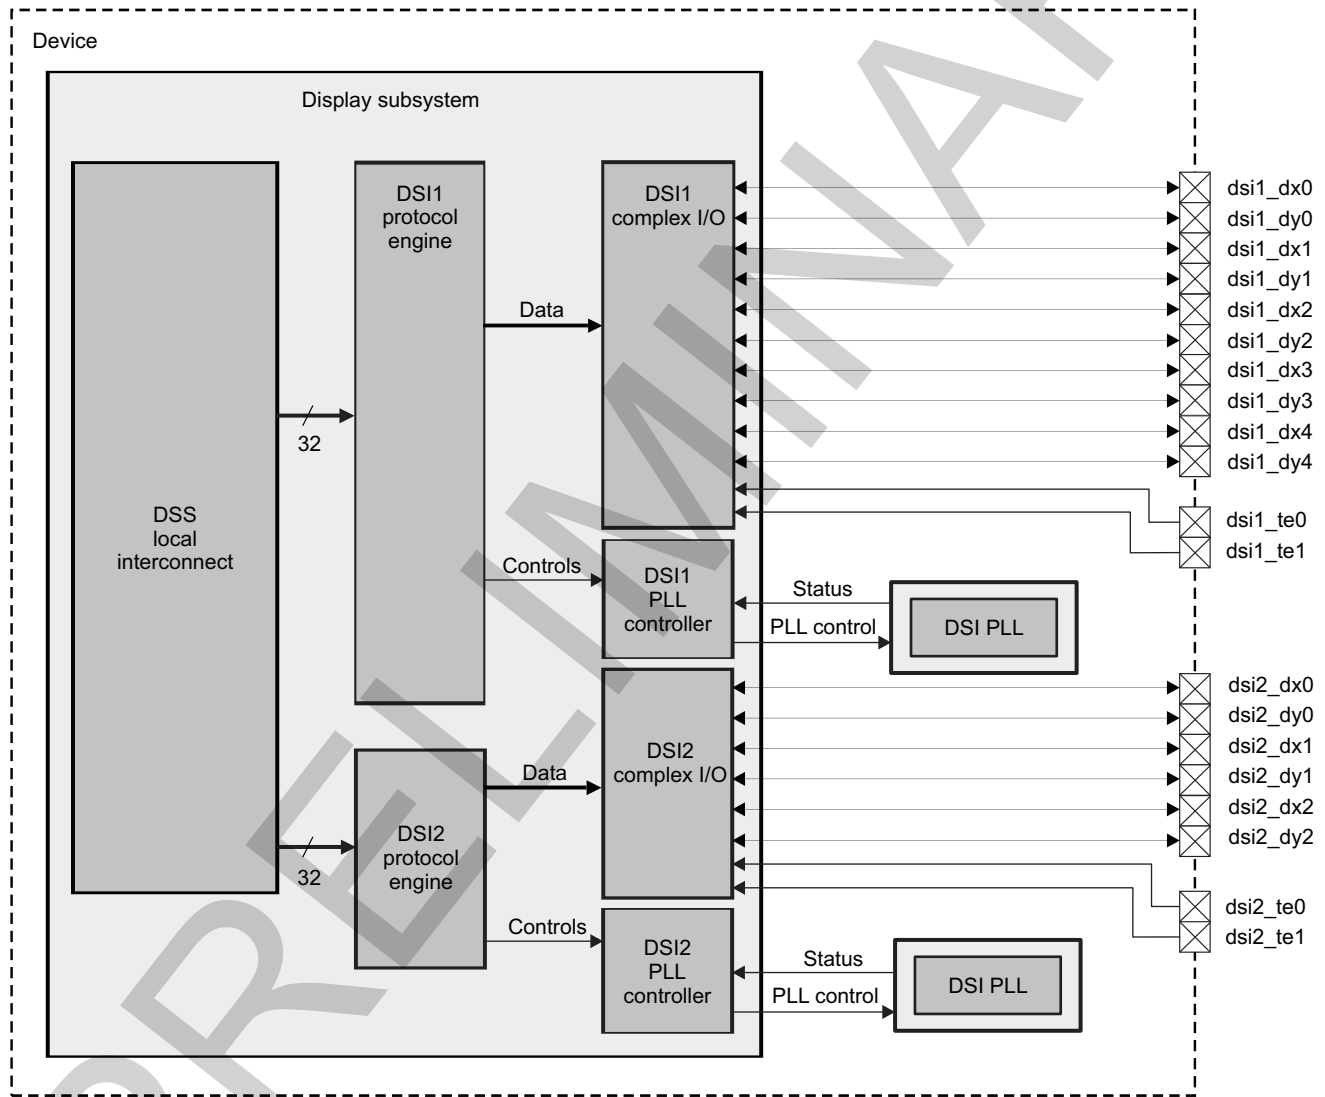 Device
Display subsystem
DSS
local
interconnect
32
32
DSI1
protocol
engine
Data
Controls
DSI1
complex I/O
DSI1
PLL
controller
Status
PLL control
DSI PLL
dsi1_dx0
dsi1_dy0
dsi1_dx1
dsi1_dy1
dsi1_dx2
dsi1_dy2
dsi1_dx3
dsi1_dy3
dsi1_dx4
dsi1_dy4
dsi1_te0
dsi1_te1
DSI2
protocol
engine
Data
Controls
DSI2
complex I/O
DSI2
PLL
controller
Status
PLL control
DSI PLL
dsi2_dx0
dsi2_dy0
dsi2_dx1
dsi2_dy1
dsi2_dx2
dsi2_dy2
dsi2_te0
dsi2_te1